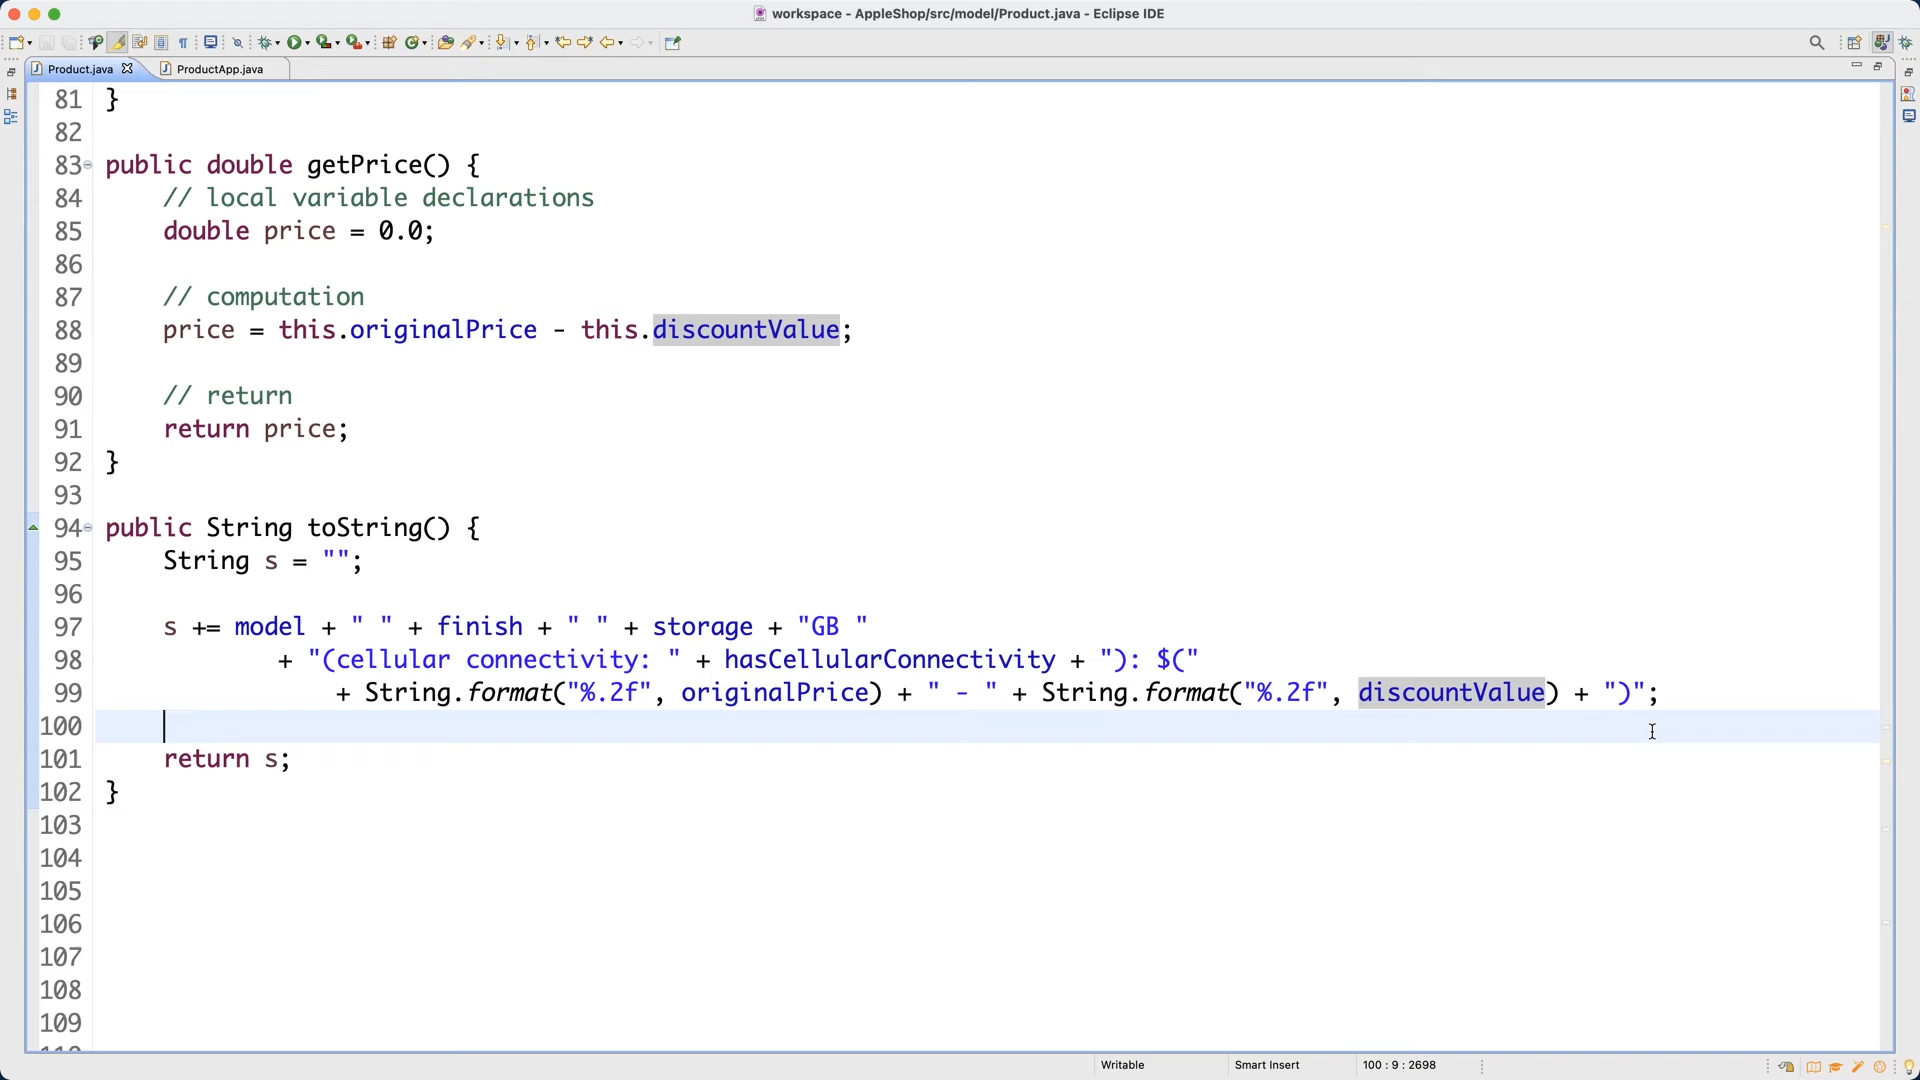 workspace - AppleShop/src/model/Product.java - Eclipse IDE
Product.java
ProductApp.java
81 }
82
83 public double getPrice() {
84 // local variable declarations
85 double price = 0.0;
86
87 // computation
88 price = this.originalPrice - this.discountValue;
89
90 // return
91 return price;
92 }
93
94 public String toString() {
95 String s = "";
96
97 s += model + " " + finish + " " + storage + "GB "
98 + "(cellular connectivity: " + hasCellularConnectivity + "): $("
99 + String.format("%.2f", originalPrice) + " - " + String.format("%.2f", discountValue) + ")";
100
101 return s;
102 }
103
104
105
106
107
108
109
110
Writable
Smart Insert
100 : 9 : 2698